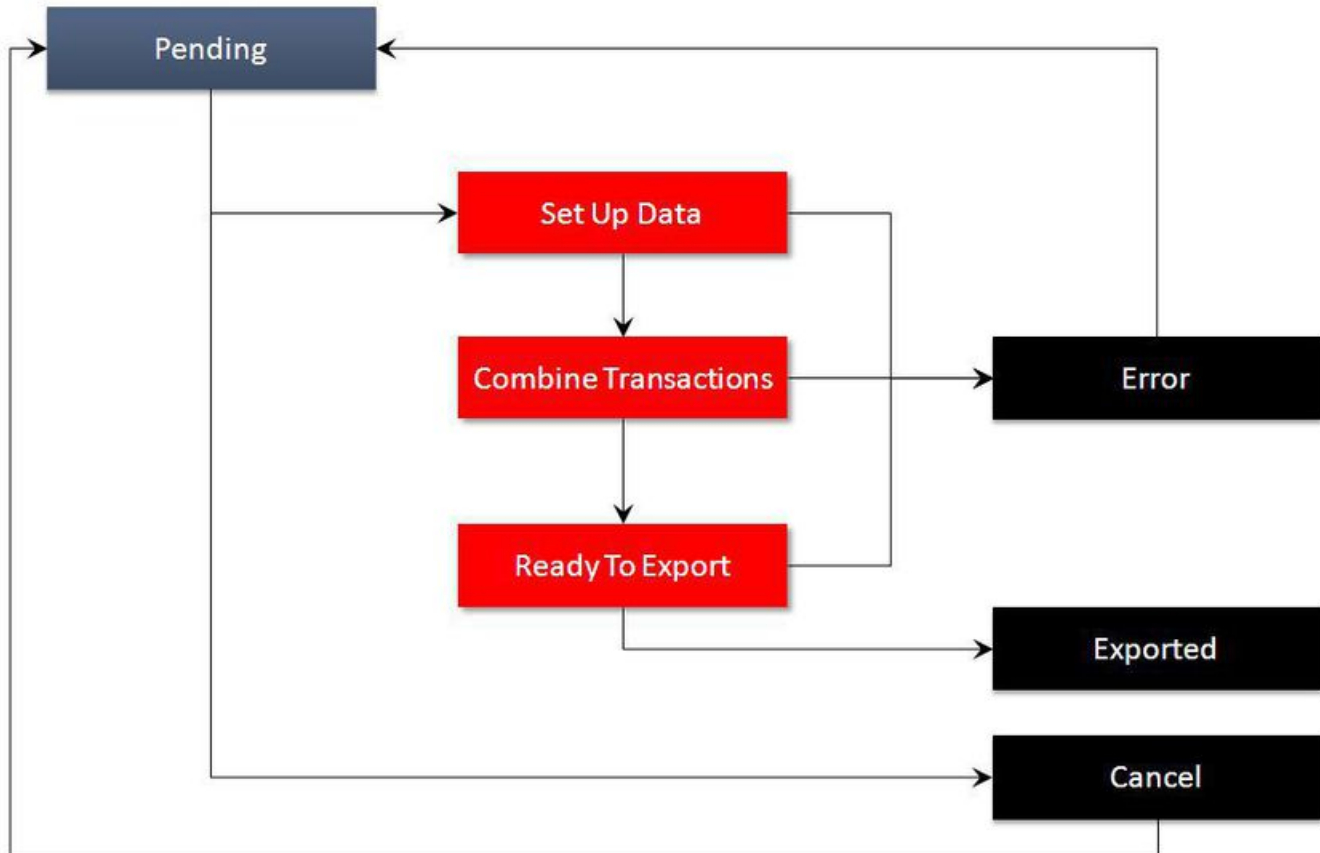 Pending
Set Up Data
Combine Transactions
Error
Ready To Export
Exported
Cancel